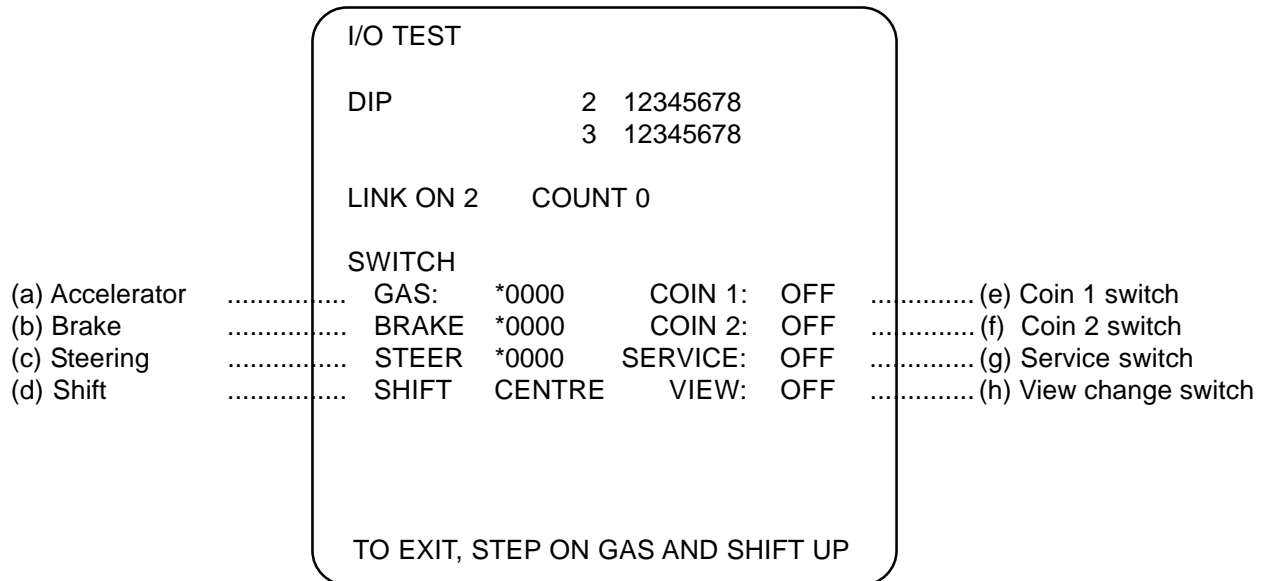 I/O TEST
DIP 2 12345678
3 12345678
LINK ON 2 COUNT 0
SWITCH
(a) Accelerator ................ GAS: *0000 COIN 1: OFF .............. (e) Coin 1 switch
(b) Brake ................ BRAKE *0000 COIN 2: OFF .............. (f) Coin 2 switch
(c) Steering ................ STEER *0000 SERVICE: OFF .............. (g) Service switch
(d) Shift ................ SHIFT CENTRE VIEW: OFF .............. (h) View change switch
TO EXIT, STEP ON GAS AND SHIFT UP